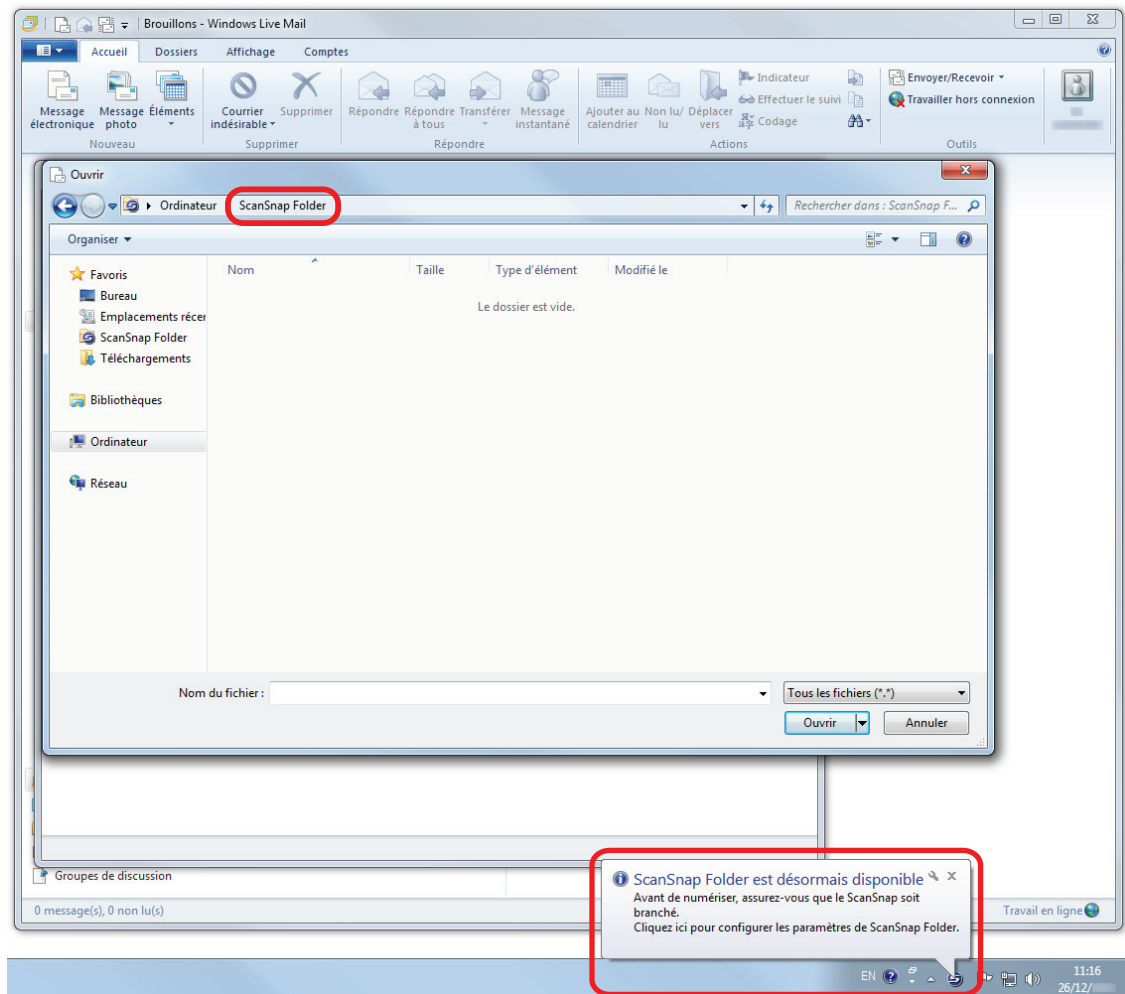 Brouillons - Windows Live Mail
Accueil Dossiers Affichage Comptes
Message électronique
Message photo
Éléments
Nouveau
Courrier indésirable
Supprimer
Supprimer
Répondre
Répondre à tous
Transférer
Message instantané
Répondre
Ajouter au calendrier
Non lu/ lu
Déplacer vers
Indicateur
Effectuer le suivi
Codage
Actions
Envoyer/Recevoir
Travailler hors connexion
Outils
Ouvrir
Ordinateur ScanSnap Folder
Rechercher dans : ScanSnap F...
Organiser
Nom Taille Type d'élément Modifié le
Le dossier est vide.
Favoris
Bureau
Emplacements récer
ScanSnap Folder
Téléchargements
Bibliothèques
Ordinateur
Réseau
Nom du fichier :
Tous les fichiers (*.*)
Ouvrir Annuler
Groupes de discussion
0 message(s), 0 non lu(s)
Travail en ligne
ScanSnap Folder est désormais disponible
Avant de numériser, assurez-vous que le ScanSnap soit
branché.
Cliquez ici pour configurer les paramètres de ScanSnap Folder.
EN
11:16
26/12/